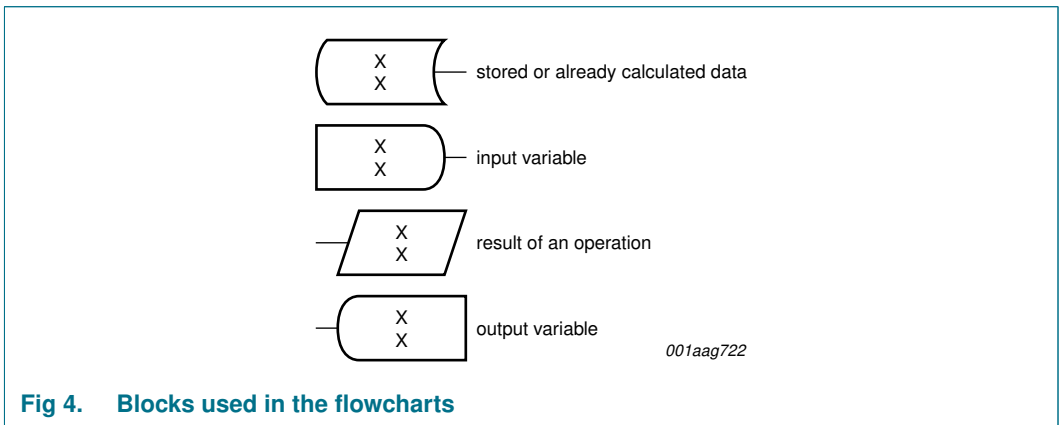 X
X
stored or already calculated data
X
X
input variable
X
X
result of an operation
X
X
output variable
001aag722
Fig 4. Blocks used in the flowcharts